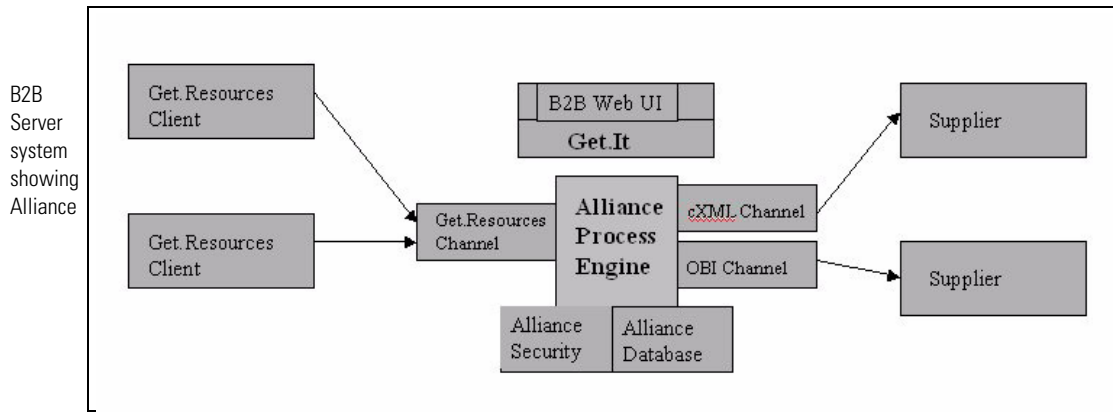 B2B
Server
system
showing
Alliance
Get.Resources
Client
B2B Web UI
Get.It
Supplier
Get.Resources
Client
Get.Resources
Channel
Alliance
Process
Engine
cXML Channel
OBI Channel
Supplier
Alliance
Security
Alliance
Database